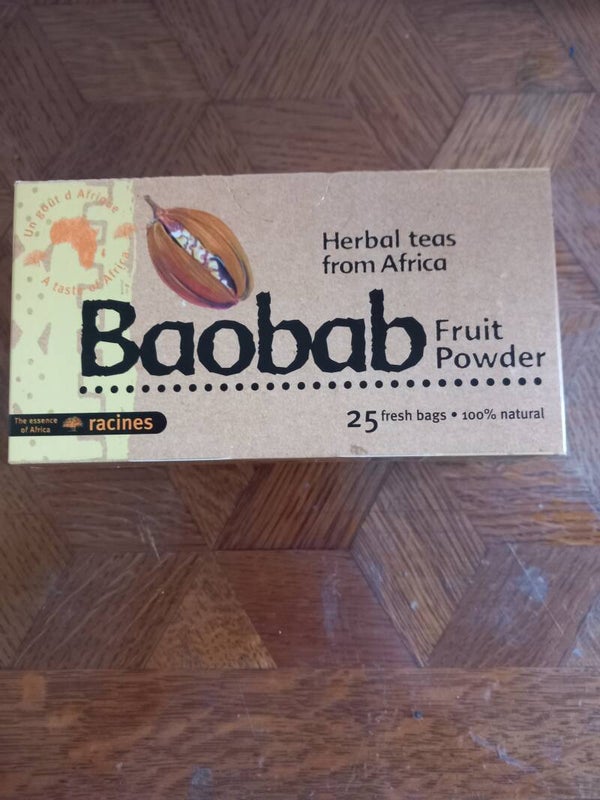 Un goût d Afrique
A taste of Africa
Herbal teas
from Africa
Baobab
Fruit
Powder
25 fresh bags • 100% natural
The essence
of Africa
racines